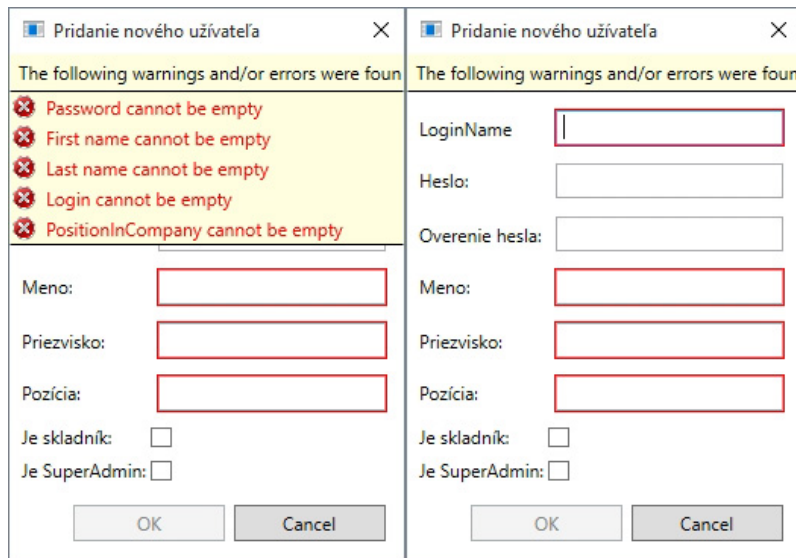 Pridanie nového užívateľa
The following warnings and/or errors were foun
Password cannot be empty
First name cannot be empty
Last name cannot be empty
Login cannot be empty
PositionInCompany cannot be empty
Meno:
Priezvisko:
Pozícia:
Je skladník:
Je SuperAdmin:
OK Cancel
Pridanie nového užívateľa
The following warnings and/or errors were foun
LoginName
Heslo:
Overenie hesla:
Meno:
Priezvisko:
Pozícia:
Je skladník:
Je SuperAdmin:
OK Cancel